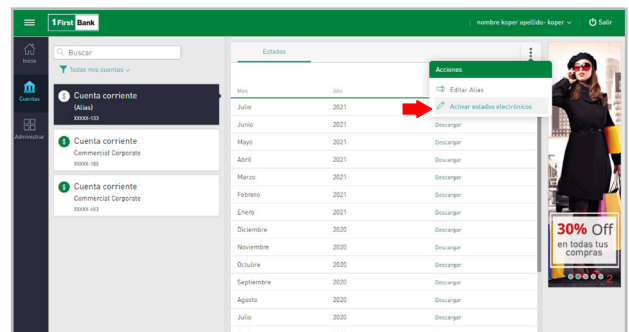 1First Bank
nombre koper apellido- koper
Salir
Inicio
Cuentas
Administrar
Buscar
Todas mis cuentas
Cuenta corriente
{Alias}
XXXXX-133
Cuenta corriente
Commercial Corporate
XXXXX-185
Cuenta corriente
Commercial Corporate
Estados
Acciones
Editar Alias
Activar estados electrónicos
Mes Año
Julio 2021
Junio 2021 Descargar
Mayo 2021 Descargar
Abril 2021 Descargar
Marzo 2021 Descargar
Febrero 2021 Descargar
Enero 2021 Descargar
Diciembre 2020 Descargar
Noviembre 2020 Descargar
Octubre 2020 Descargar
Septiembre 2020 Descargar
Agosto 2020 Descargar
Julio 2020 Descargar
30% Off
en todas tus
compras
2